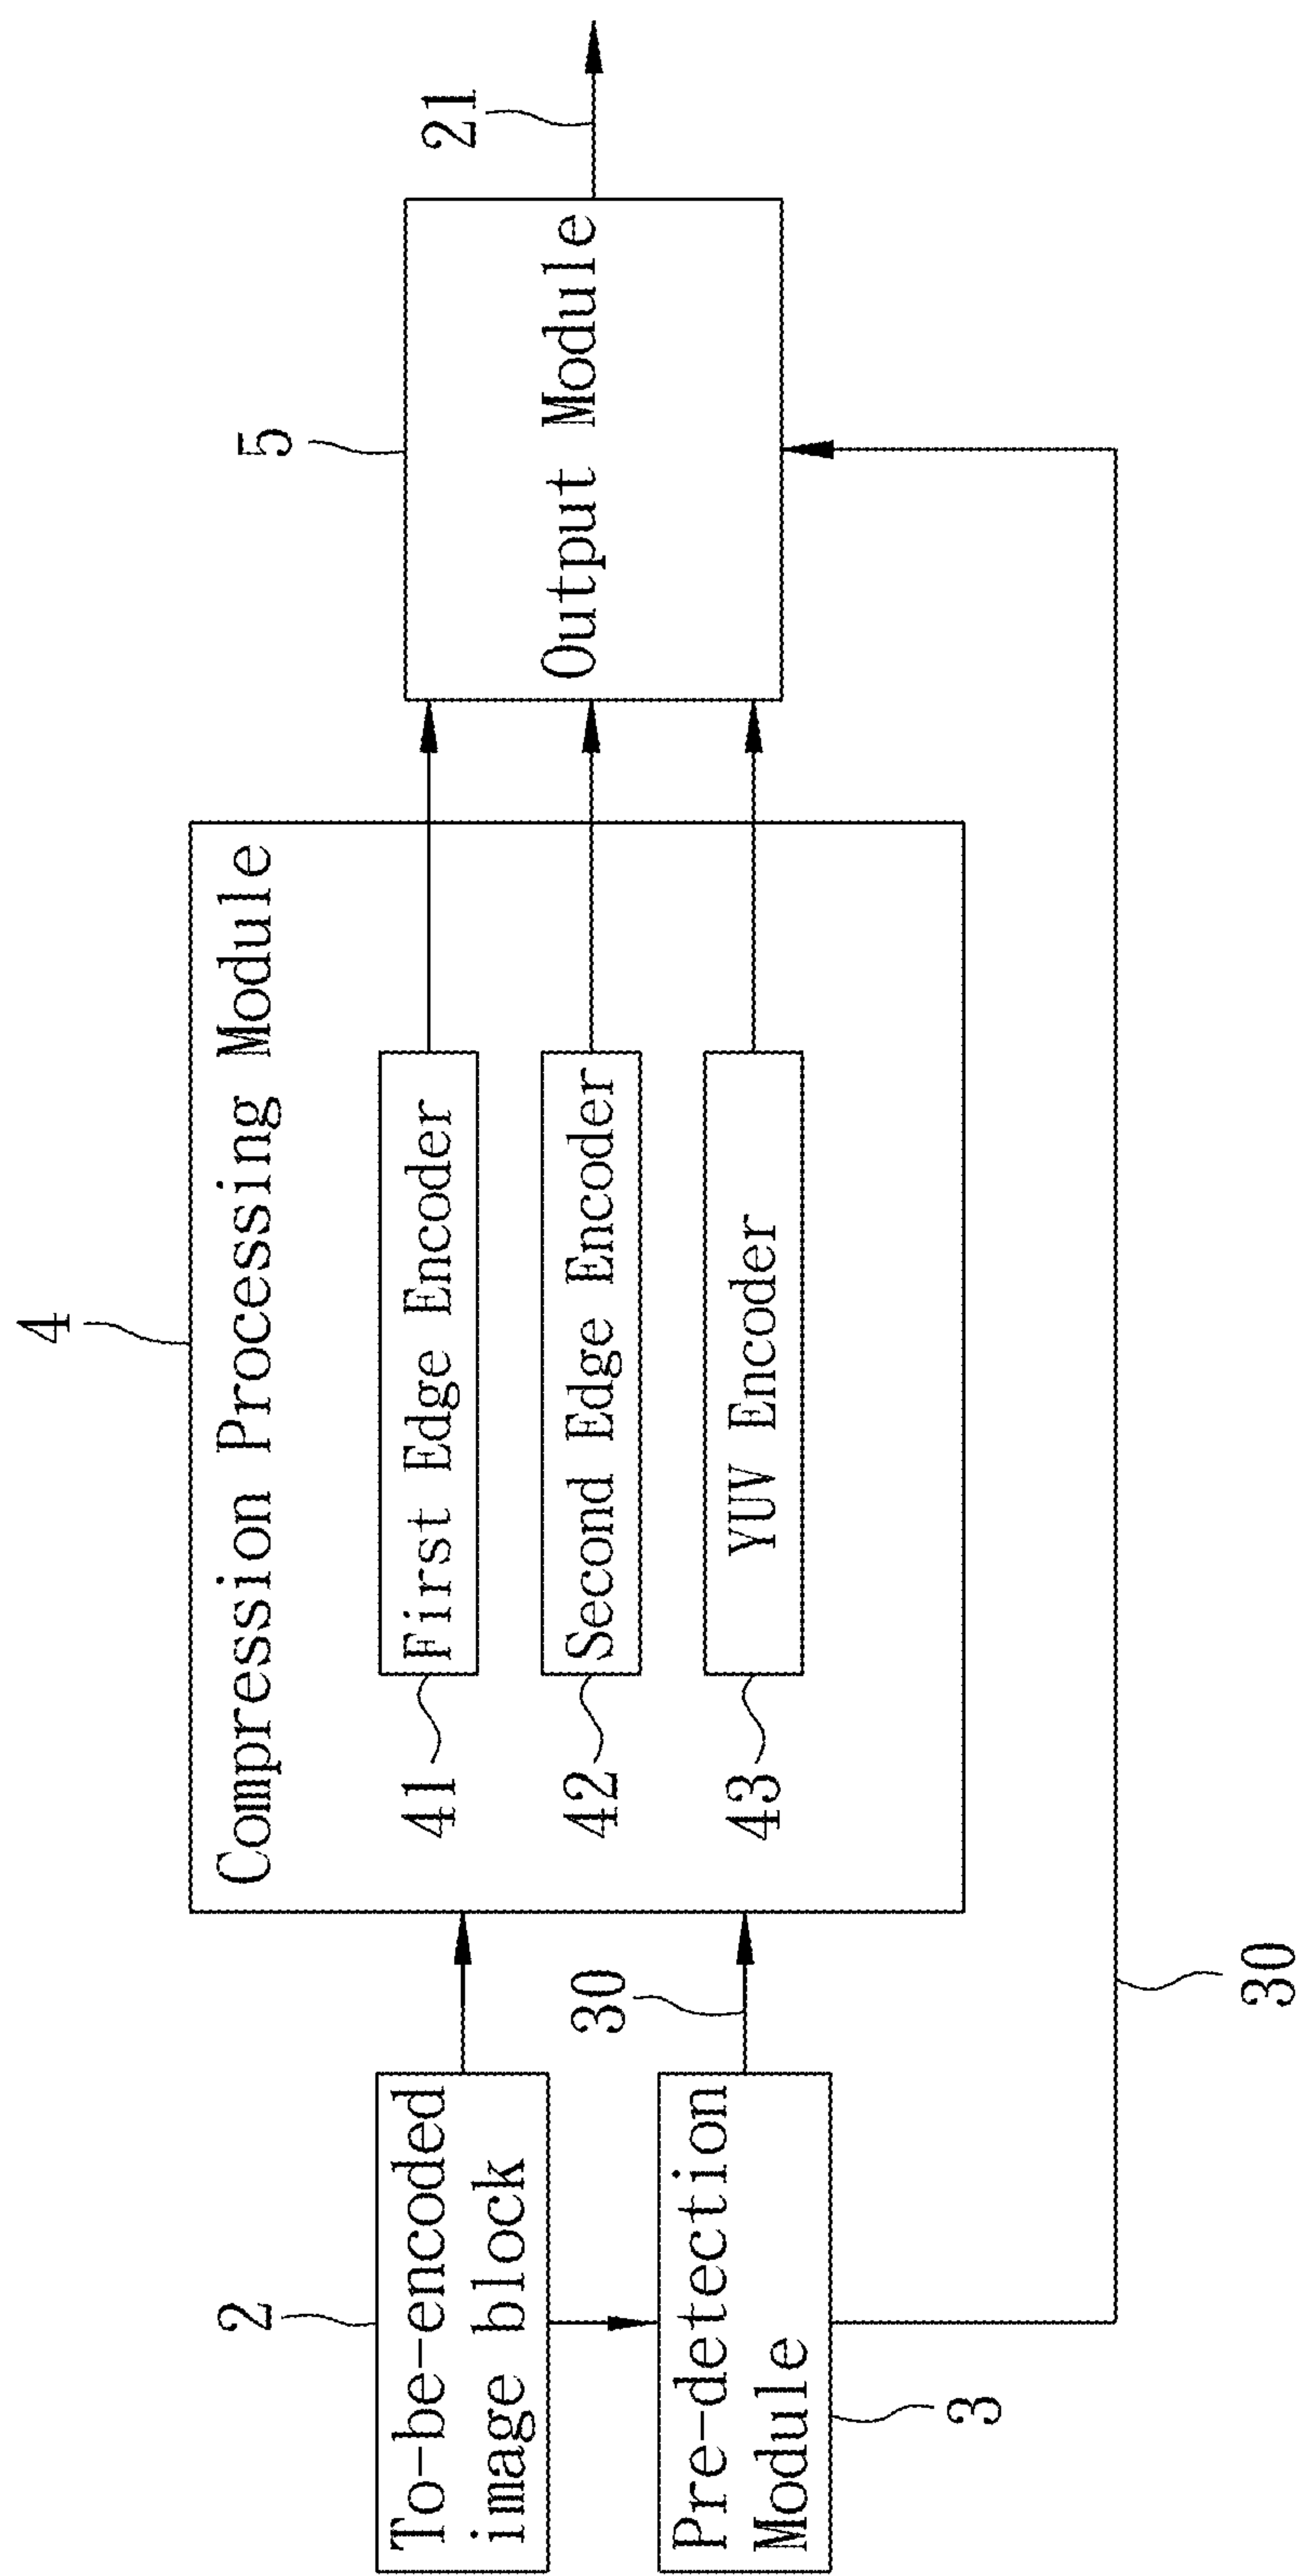 4
Compression Processing Module
2
To-be-encoded
image block
41
First Edge Encoder
5
Output Module
21
30
42
Second Edge Encoder
Pre-detection
Module
3
43
YUV Encoder
30